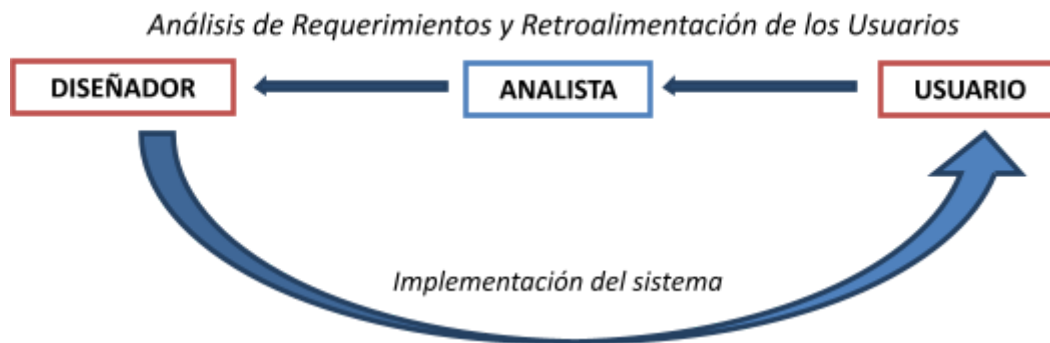 Análisis de Requerimientos y Retroalimentación de los Usuarios
DISEÑADOR
ANALISTA
USUARIO
Implementación del sistema